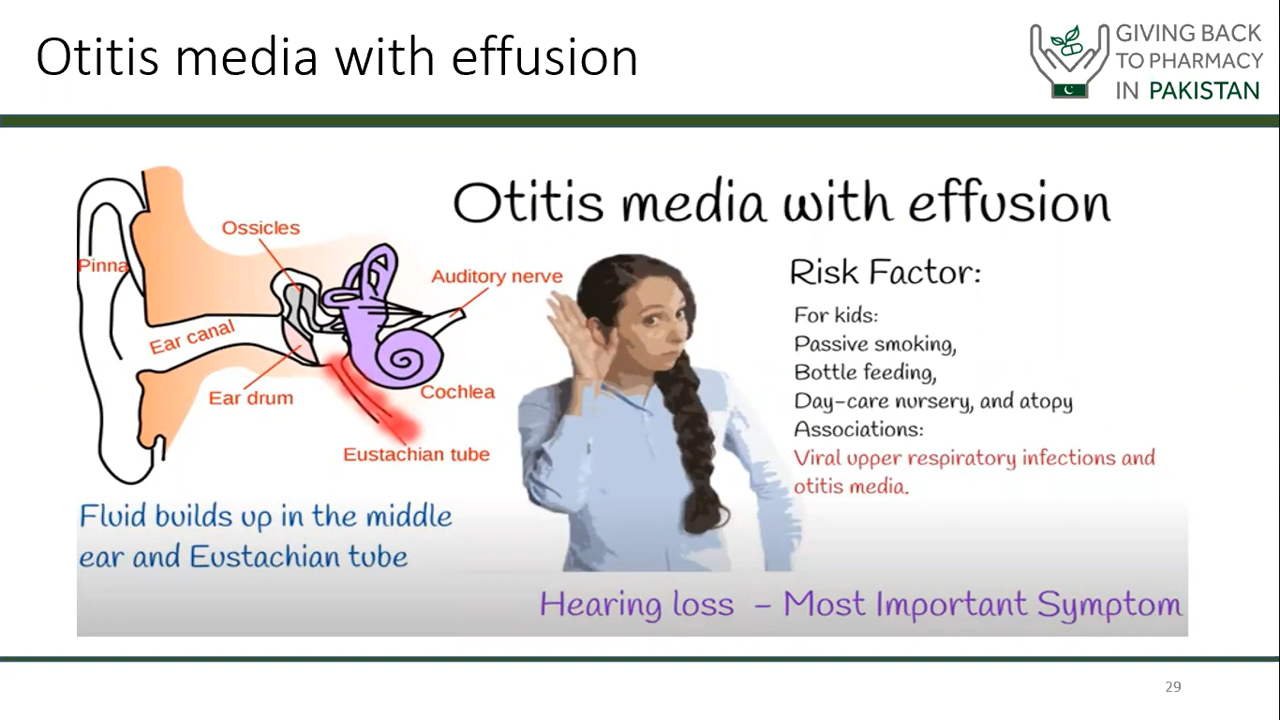 Otitis media with effusion
GIVING BACK
TO PHARMACY
IN PAKISTAN
Otitis media with effusion
Ossicles
Pinna
Auditory nerve
Ear canal
Ear drum
Cochlea
Eustachian tube
Risk Factor:
For kids:
Passive smoking,
Bottle feeding,
Day-care nursery, and atopy
Associations:
Viral upper respiratory infections and
otitis media.
Fluid builds up in the middle
ear and Eustachian tube
Hearing loss - Most Important Symptom
29